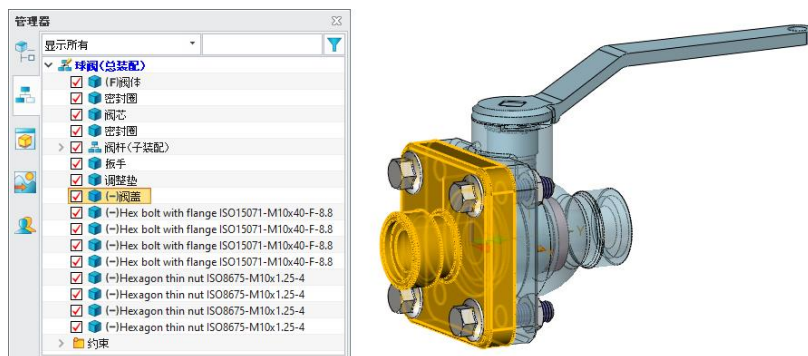 管理器
显示所有
球阀(总装配)
(F)阀体
密封圈
阀芯
密封圈
阀杆(子装配)
扳手
调整垫
(-)阀盖
(-)Hex bolt with flange ISO15071-M10x40-F-8.8
(-)Hex bolt with flange ISO15071-M10x40-F-8.8
(-)Hex bolt with flange ISO15071-M10x40-F-8.8
(-)Hex bolt with flange ISO15071-M10x40-F-8.8
(-)Hexagon thin nut ISO8675-M10x1.25-4
(-)Hexagon thin nut ISO8675-M10x1.25-4
(-)Hexagon thin nut ISO8675-M10x1.25-4
(-)Hexagon thin nut ISO8675-M10x1.25-4
约束
Y